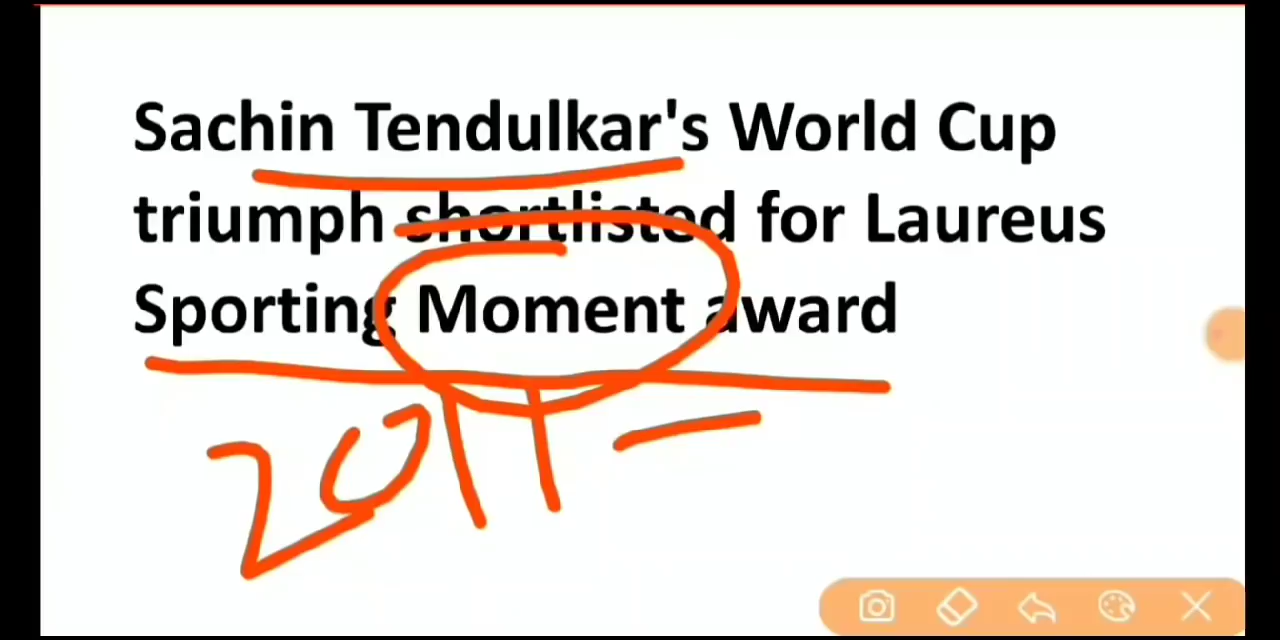 Sachin Tendulkar's World Cup
triumph shortlisted for Laureus
Sporting Moment award
2011 -